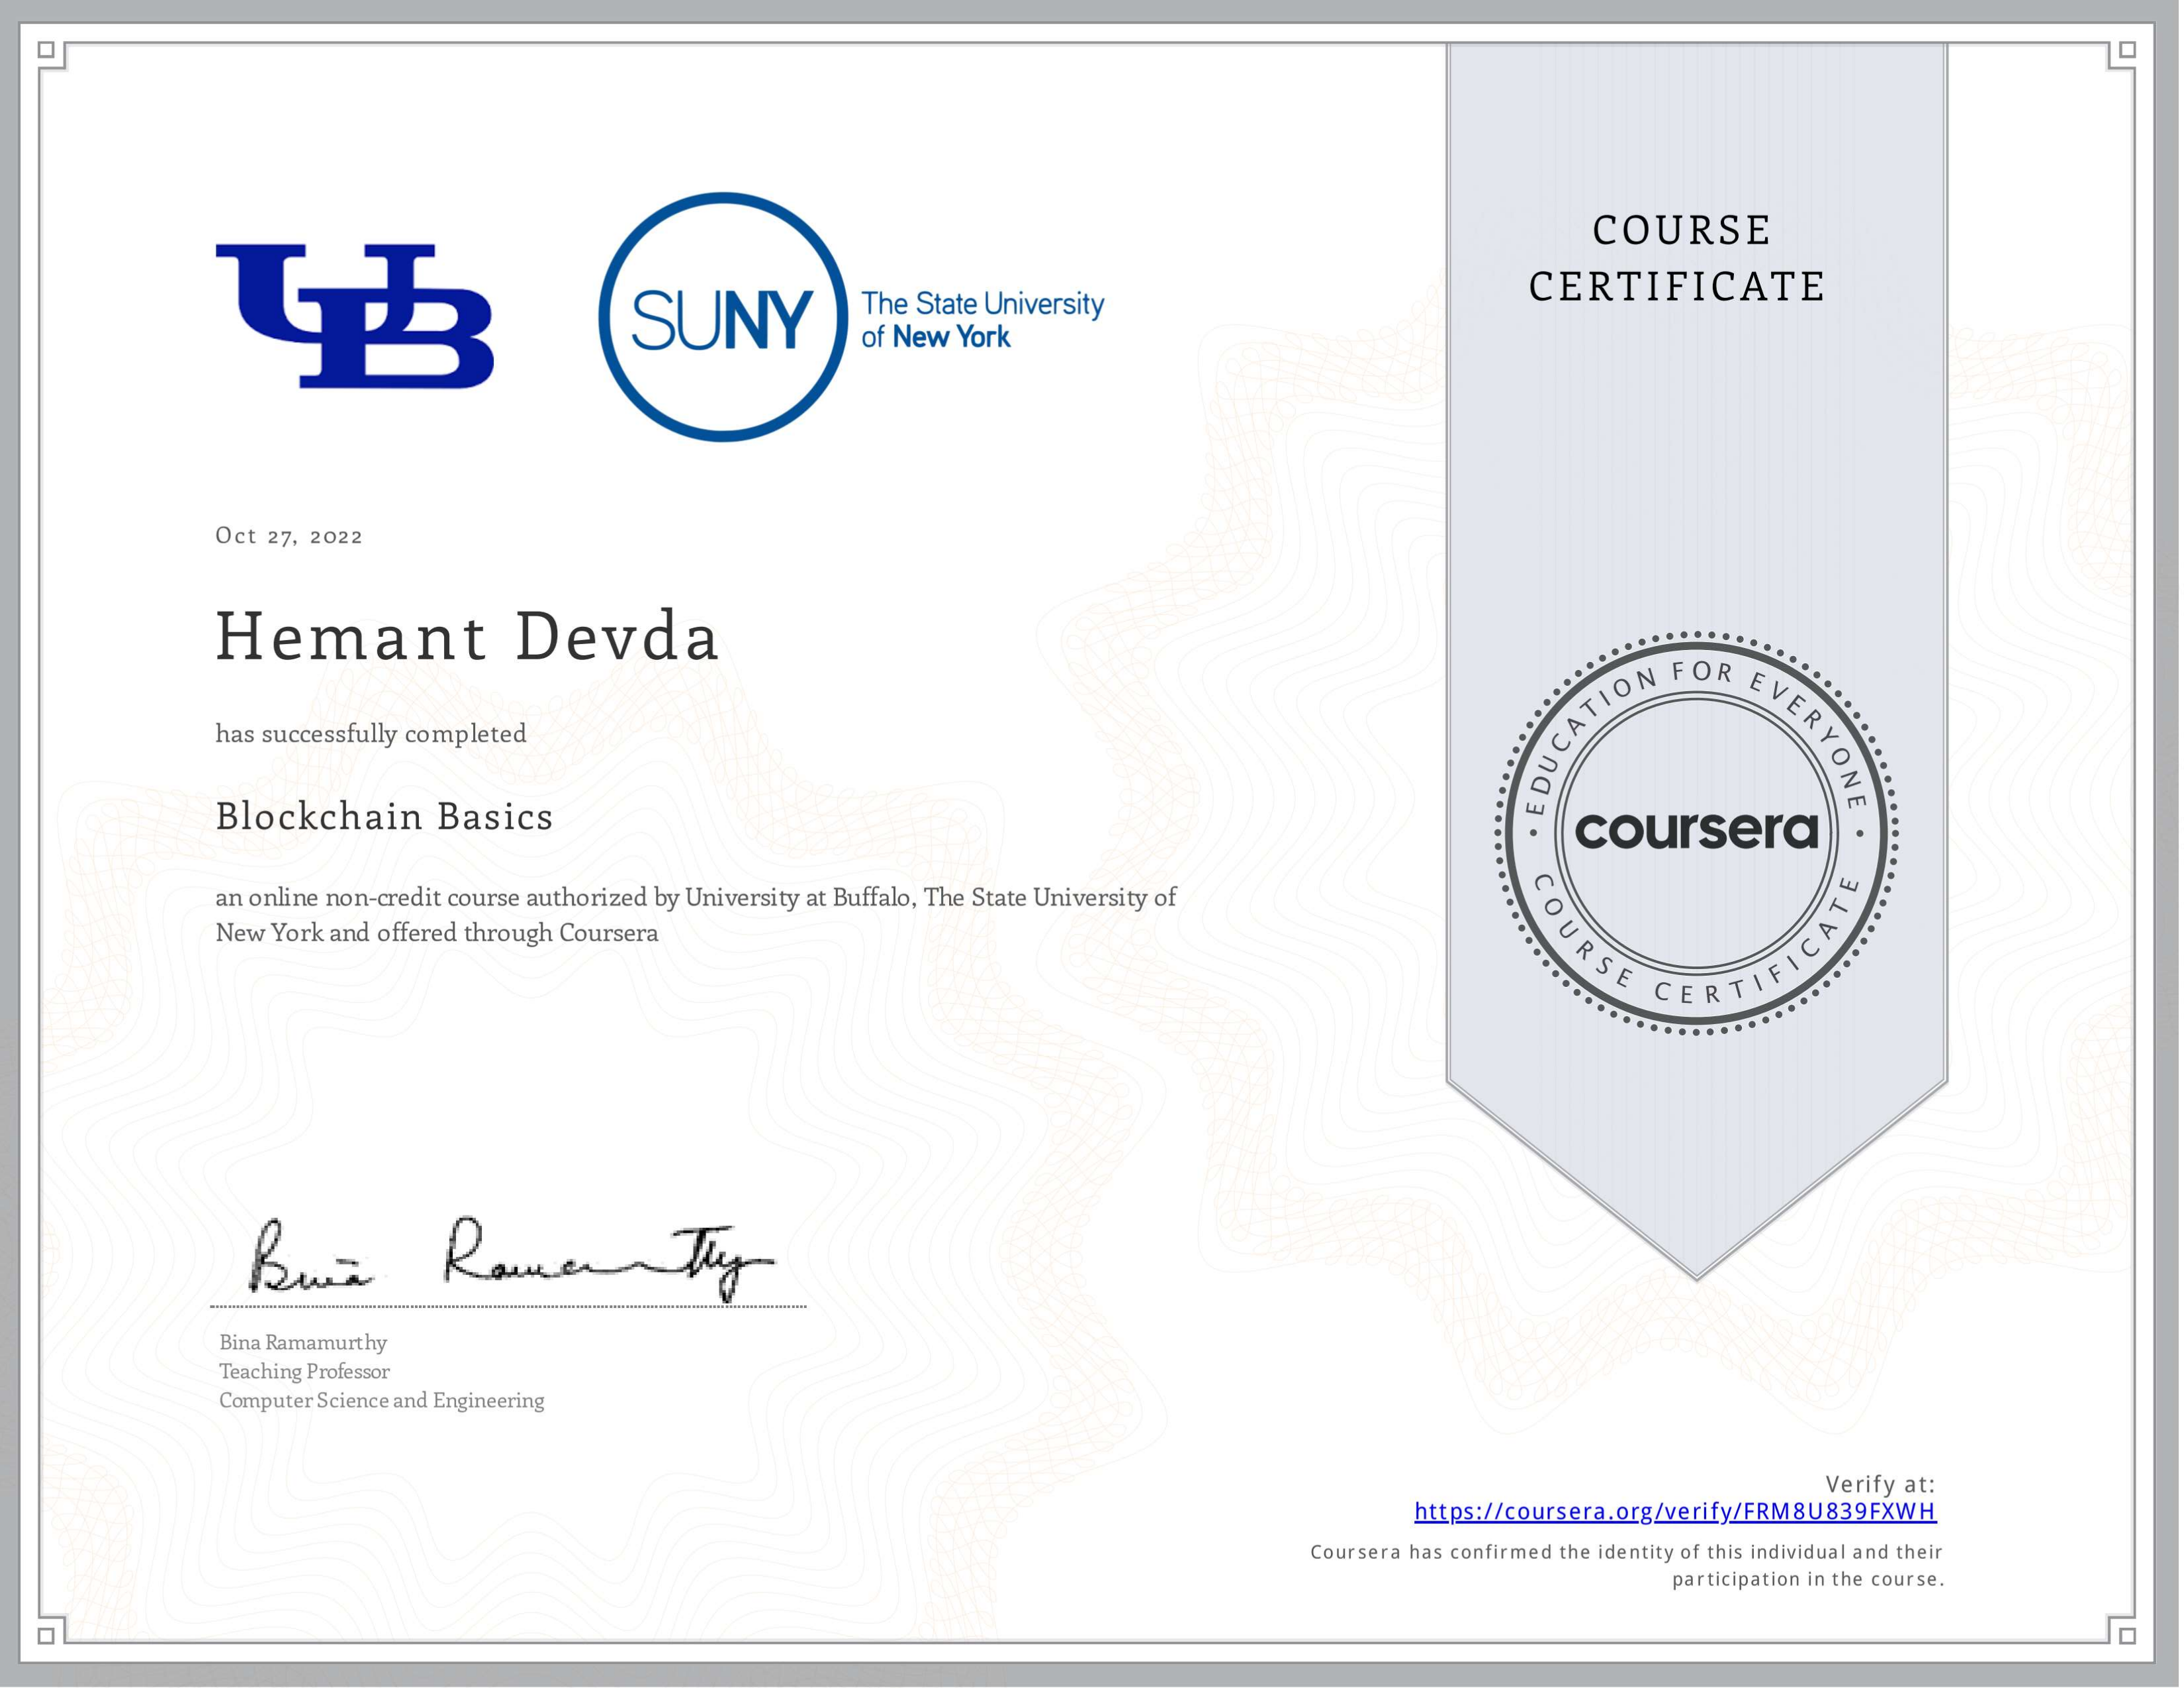 UB
SUNY
The State University
of New York
COURSE
CERTIFICATE
Oct 27, 2022
Hemant Devda
has successfully completed
Blockchain Basics
an online non-credit course authorized by University at Buffalo, The State University of
New York and offered through Coursera
EDUCATION FOR EVERYONE
coursera
COURSE CERTIFICATE
Bina Ramamurthy
Bina Ramamurthy
Teaching Professor
Computer Science and Engineering
Verify at:
https://coursera.org/verify/FRM8U839FXWH
Coursera has confirmed the identity of this individual and their
participation in the course.